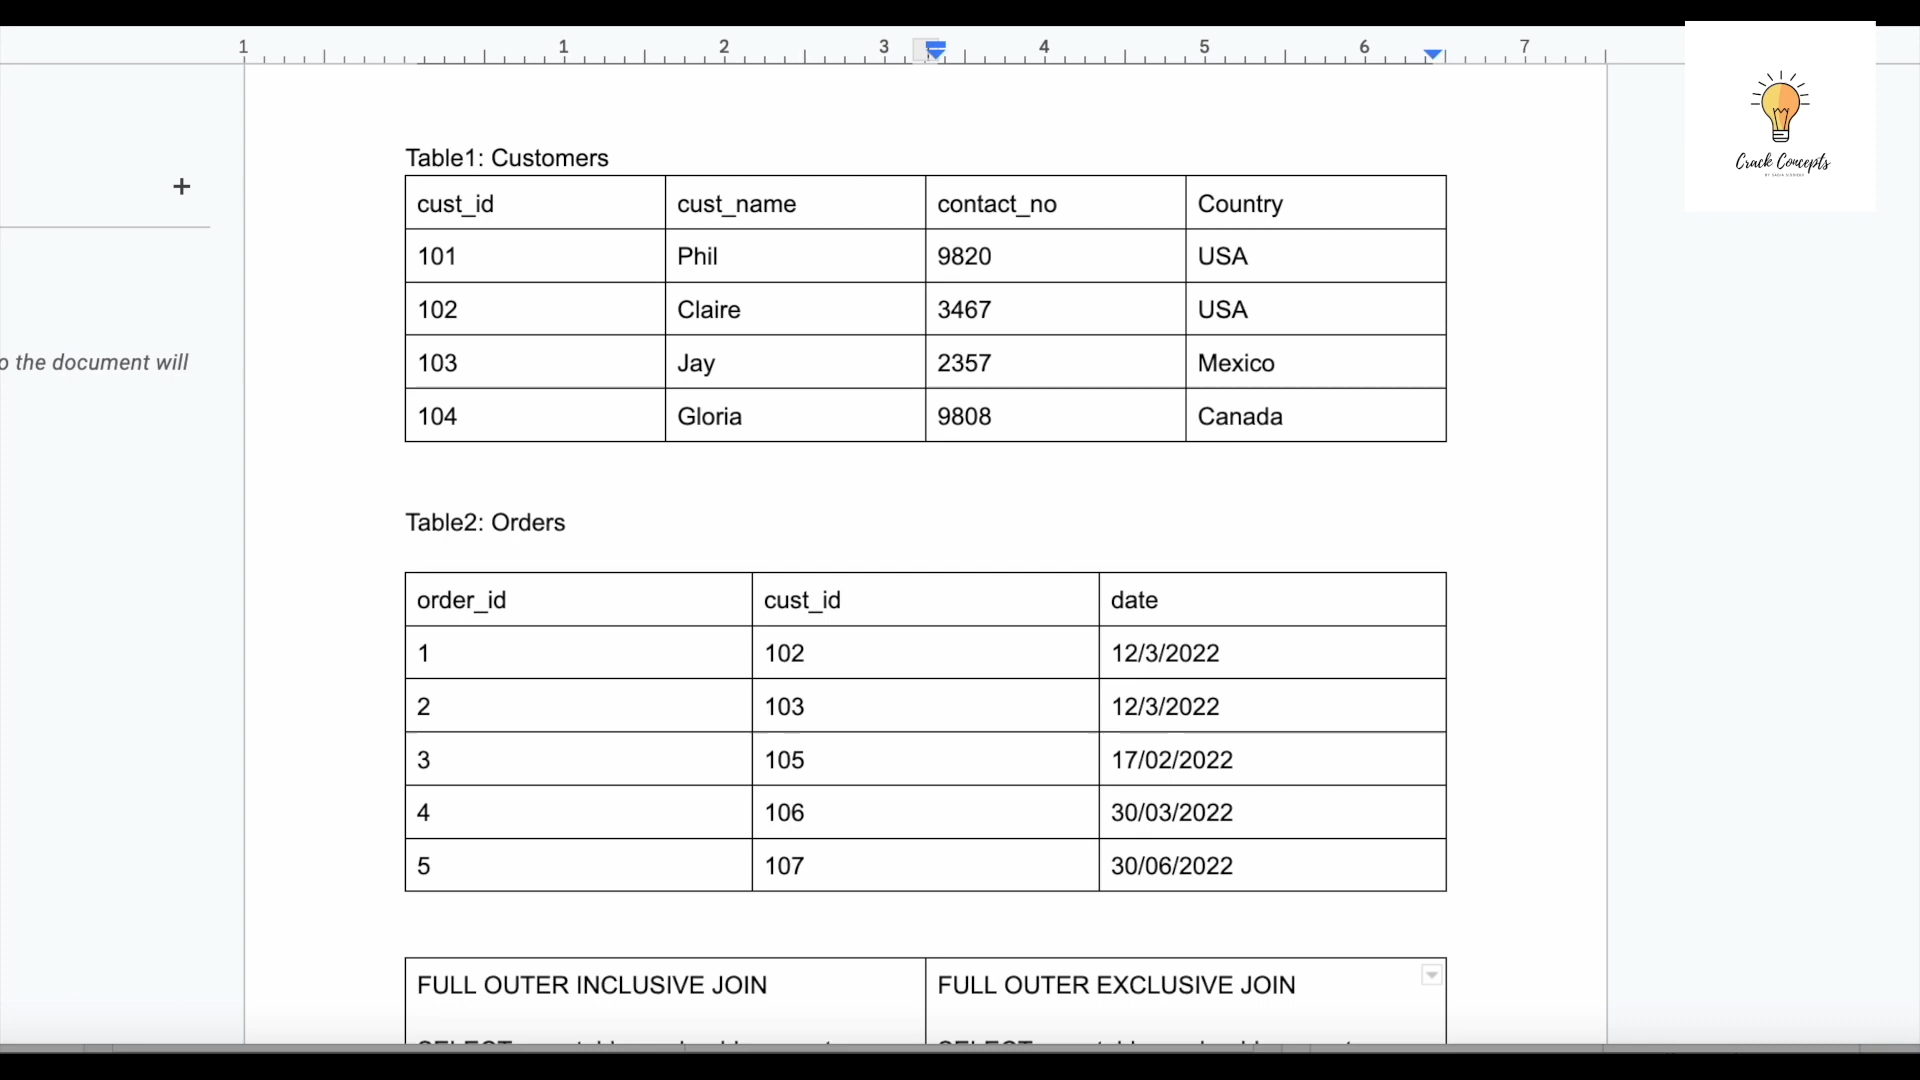 1 1 2 3 4 5 6 7
Crack Concepts
+
o the document will
Table1: Customers
cust_id cust_name contact_no Country
101 Phil 9820 USA
102 Claire 3467 USA
103 Jay 2357 Mexico
104 Gloria 9808 Canada
Table2: Orders
order_id cust_id date
1 102 12/3/2022
2 103 12/3/2022
3 105 17/02/2022
4 106 30/03/2022
5 107 30/06/2022
FULL OUTER INCLUSIVE JOIN FULL OUTER EXCLUSIVE JOIN